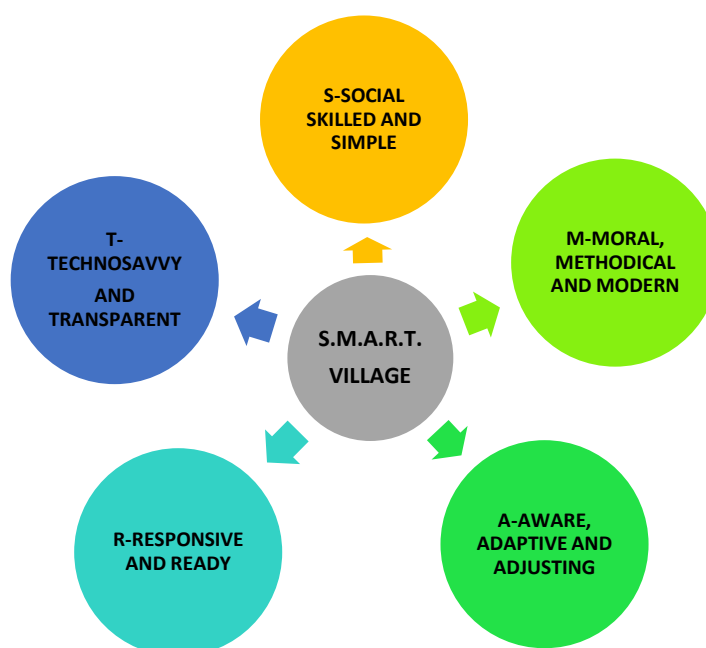 S-SOCIAL
SKILLED AND
SIMPLE
M-MORAL,
METHODICAL
AND MODERN
A-AWARE,
ADAPTIVE AND
ADJUSTING
R-RESPONSIVE
AND READY
T-
TECHNOSAVVY
AND
TRANSPARENT
S.M.A.R.T.
VILLAGE